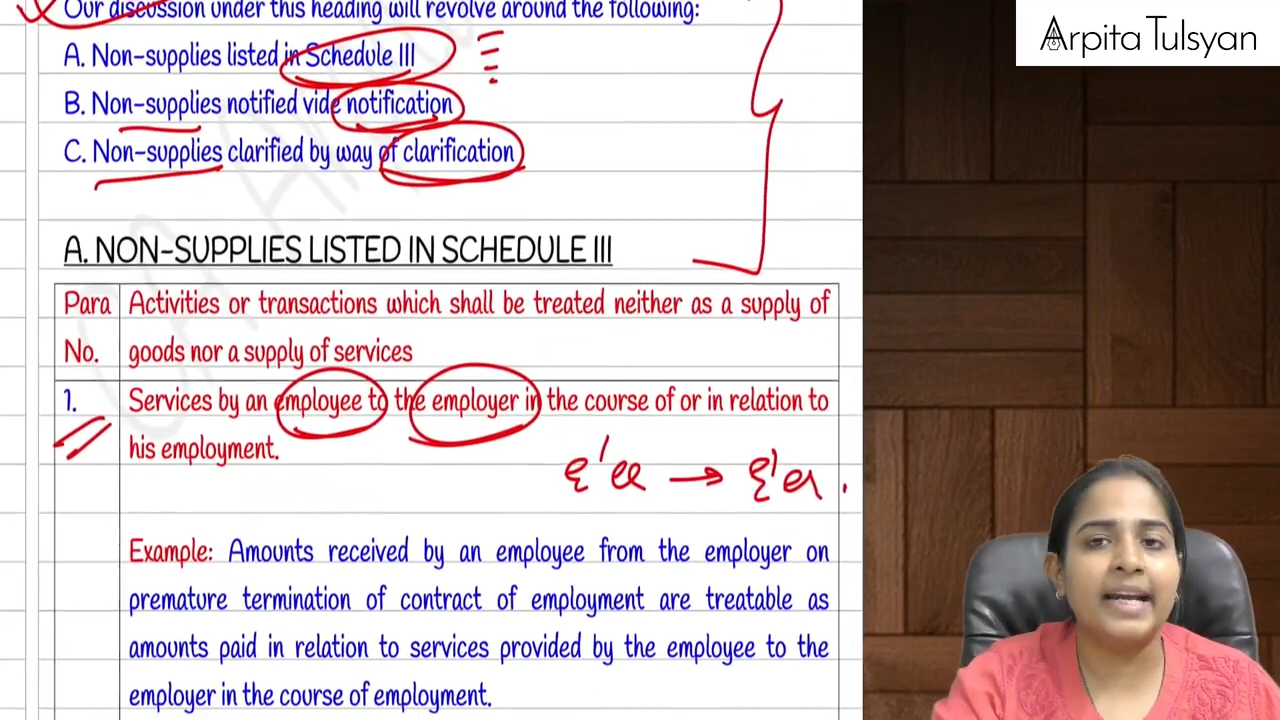 Our discussion under this heading will revolve around the following:
Arpita Tulsyan
A. Non-supplies listed in Schedule III
B. Non-supplies notified vide notification
C. Non-supplies clarified by way of clarification
A. NON-SUPPLIES LISTED IN SCHEDULE III
Para No.
Activities or transactions which shall be treated neither as a supply of
goods nor a supply of services
1.
Services by an employee to the employer in the course of or in relation to
his employment.
e'ee → e'er.
Example: Amounts received by an employee from the employer on
premature termination of contract of employment are treatable as
amounts paid in relation to services provided by the employee to the
employer in the course of employment.